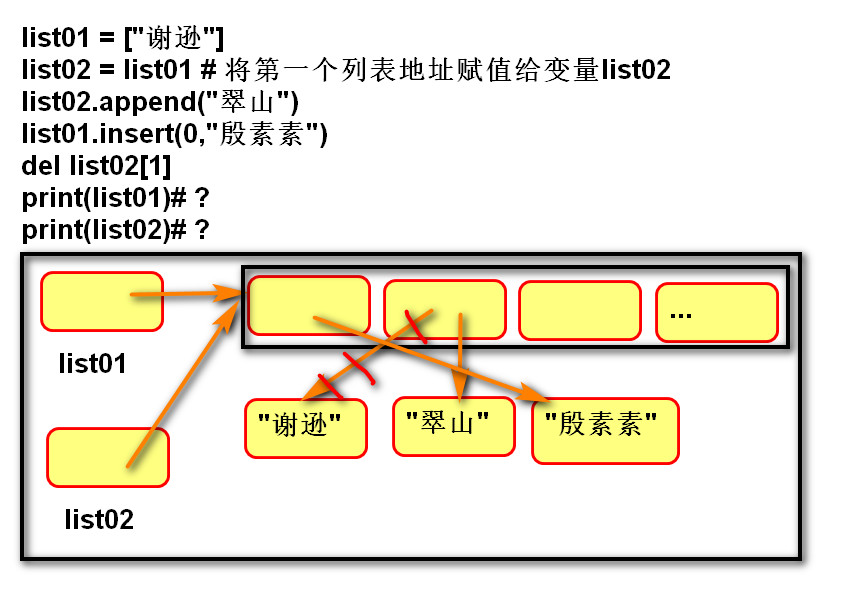 list01 = ["谢逊"]
list02 = list01 # 将第一个列表地址赋值给变量list02
list02.append("翠山")
list01.insert(0,"殷素素")
del list02[1]
print(list01)# ?
print(list02)# ?
...
list01
"谢逊" "翠山" "殷素素"
list02